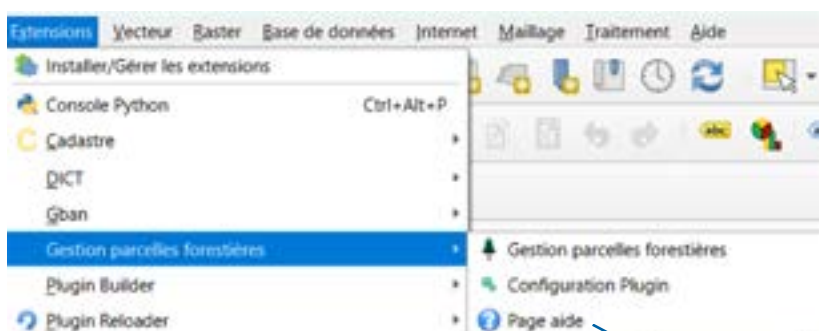 Extensions Vecteur Raster Base de données Internet Maillage Traitement Aide
Installer/Gérer les extensions
Console Python Ctrl+Alt+P
Cadastre
DICT
Gban
Gestion parcelles forestières Gestion parcelles forestières
Plugin Builder Configuration Plugin
Plugin Reloader Page aide
abc